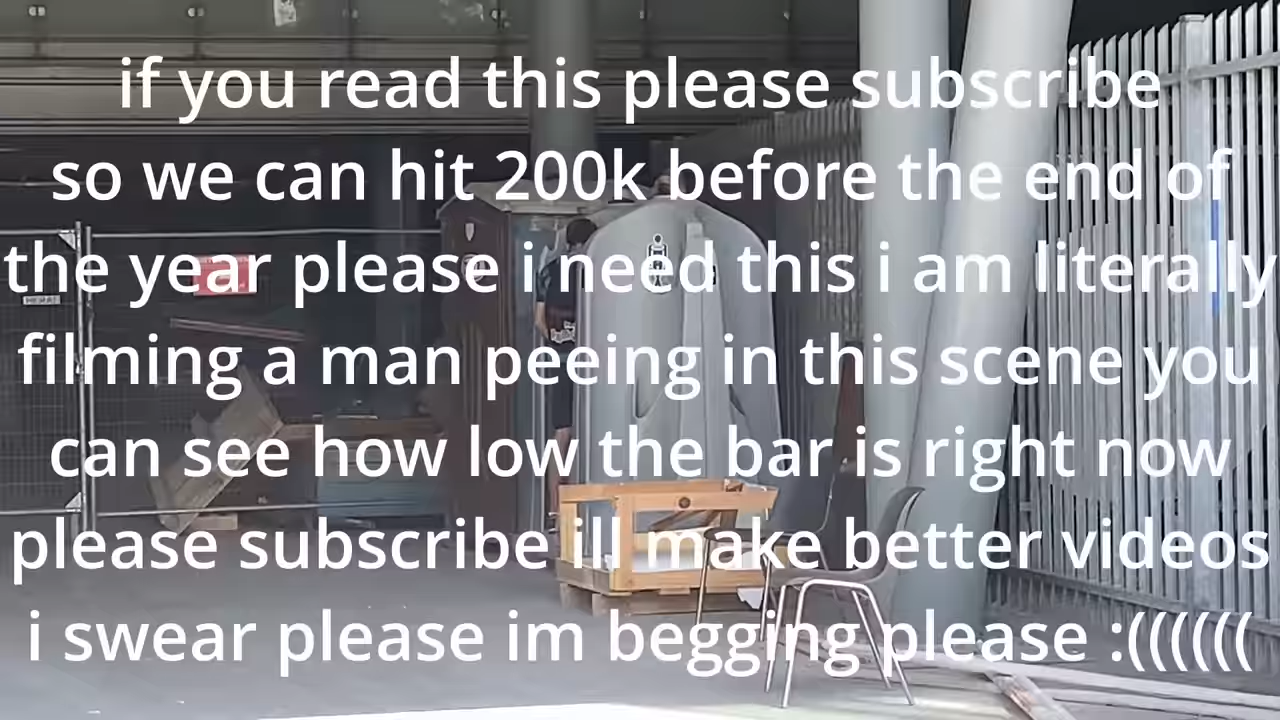 if you read this please subscribe
so we can hit 200k before the end of
the year please i need this i am literally
filming a man peeing in this scene you
can see how low the bar is right now
please subscribe ill make better videos
i swear please im begging please :((((((